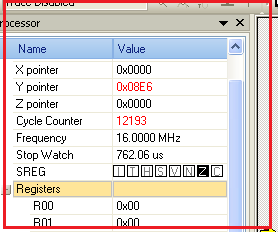 Trace Disabled
rocessor
Name Value
X pointer 0x0000
Y pointer 0x08E6
Z pointer 0x0000
Cycle Counter 12193
Frequency 16.0000 MHz
Stop Watch 762.06 us
SREG I T H S V N Z C
Registers
R00 0x00
R01 0x00